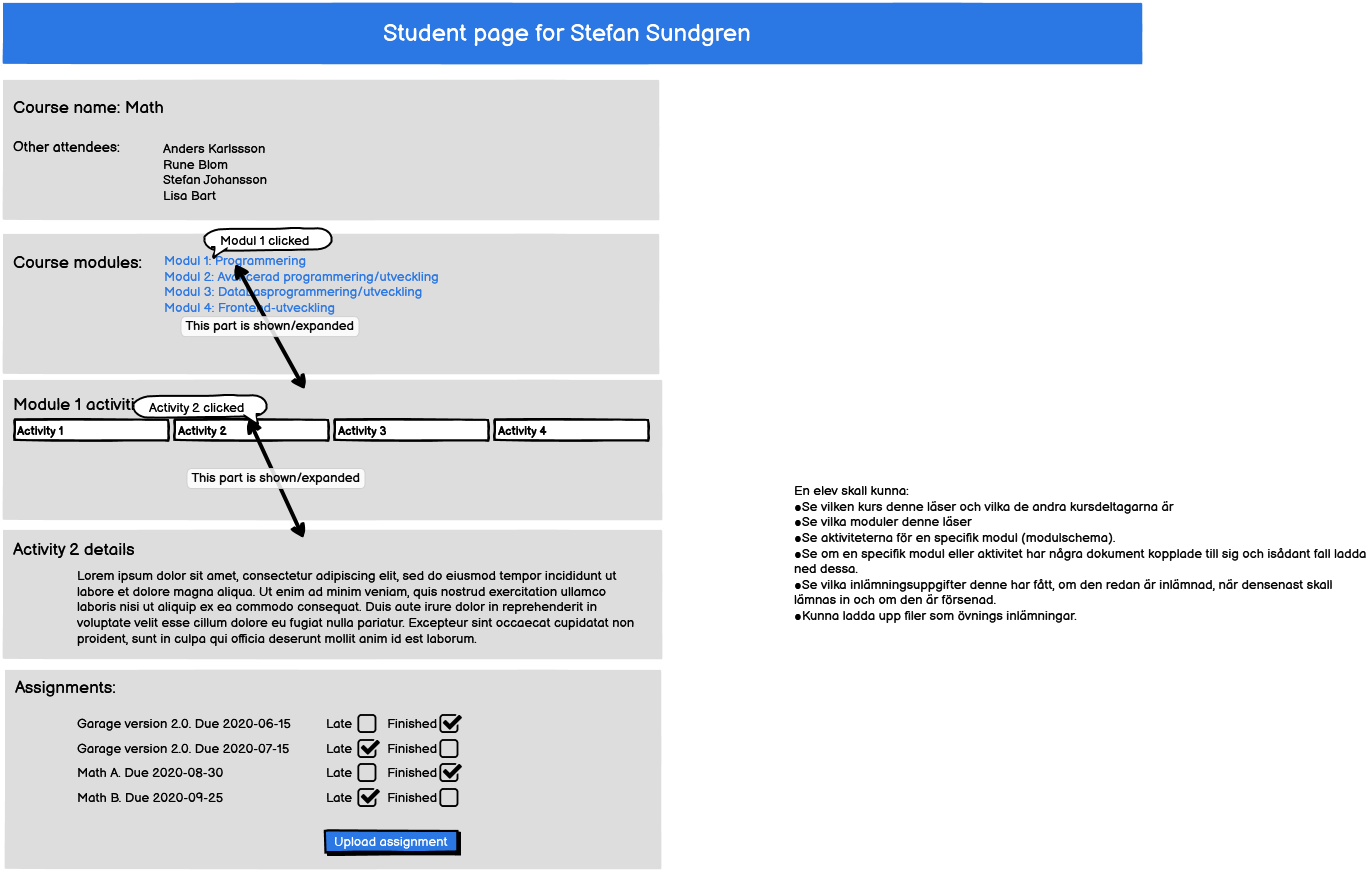 Student page for Stefan Sundgren
Course name: Math
Other attendees:
Anders Karlssson
Rune Blom
Stefan Johansson
Lisa Bart
Modul 1 clicked
Course modules:
Modul 1: Programmering
Modul 2: Avancerad programmering/utveckling
Modul 3: Databasprogrammering/utveckling
Modul 4: Frontend-utveckling
This part is shown/expanded
Module 1 activiti
Activity 2 clicked
Activity 1
Activity 2
Activity 3
Activity 4
This part is shown/expanded
Activity 2 details
Lorem ipsum dolor sit amet, consectetur adipiscing elit, sed do eiusmod tempor incididunt ut
labore et dolore magna aliqua. Ut enim ad minim veniam, quis nostrud exercitation ullamco
laboris nisi ut aliquip ex ea commodo consequat. Duis aute irure dolor in reprehenderit in
voluptate velit esse cillum dolore eu fugiat nulla pariatur. Excepteur sint occaecat cupidatat non
proident, sunt in culpa qui officia deserunt mollit anim id est laborum.
Assignments:
Garage version 2.0. Due 2020-06-15 Late Finished
Garage version 2.0. Due 2020-07-15 Late Finished
Math A. Due 2020-08-30 Late Finished
Math B. Due 2020-09-25 Late Finished
Upload assignment
En elev skall kunna:
●Se vilken kurs denne läser och vilka de andra kursdeltagarna är
●Se vilka moduler denne läser
●Se aktiviteterna för en specifik modul (modulschema).
●Se om en specifik modul eller aktivitet har några dokument kopplade till sig och isådant fall ladda
ned dessa.
●Se vilka inlämningsuppgifter denne har fått, om den redan är inlämnad, när densenast skall
lämnas in och om den är försenad.
●Kunna ladda upp filer som övnings inlämningar.